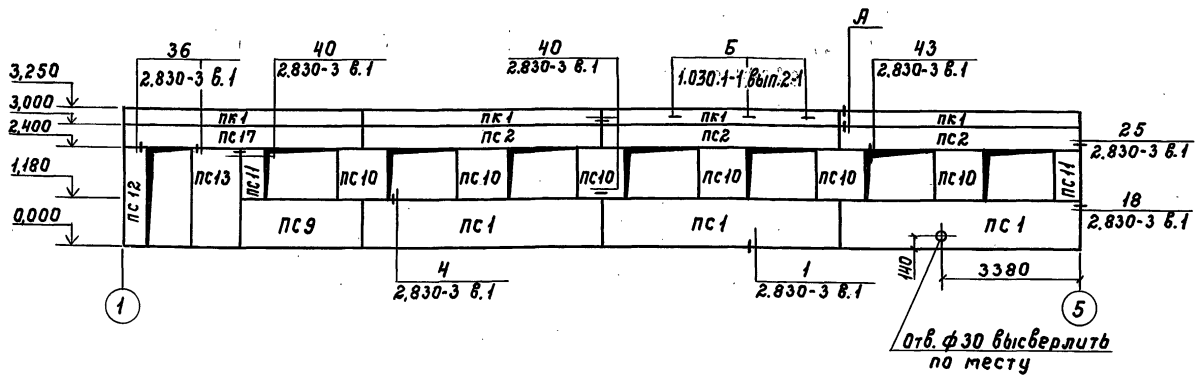 А
36
40
40
Б
43
2.830-3 в.1
2.830-3 в.1
2.830-3 в.1
1.030.1-1 вып.2-1
2.830-3 в.1
3,250
3,000
2,400
1,180
0,000
ПК1
ПК1
ПК1
ПК1
ПС17
ПС2
ПС2
ПС2
25
2.830-3 в.1
ПС12
ПС13
ПС11
ПС10
ПС10
ПС10
ПС10
ПС10
ПС10
ПС11
18
2.830-3 в.1
ПС9
ПС1
ПС1
ПС1
140
3380
4
2.830-3 в.1
1
2.830-3 в.1
1
5
Отв. ф30 высверлить
по месту